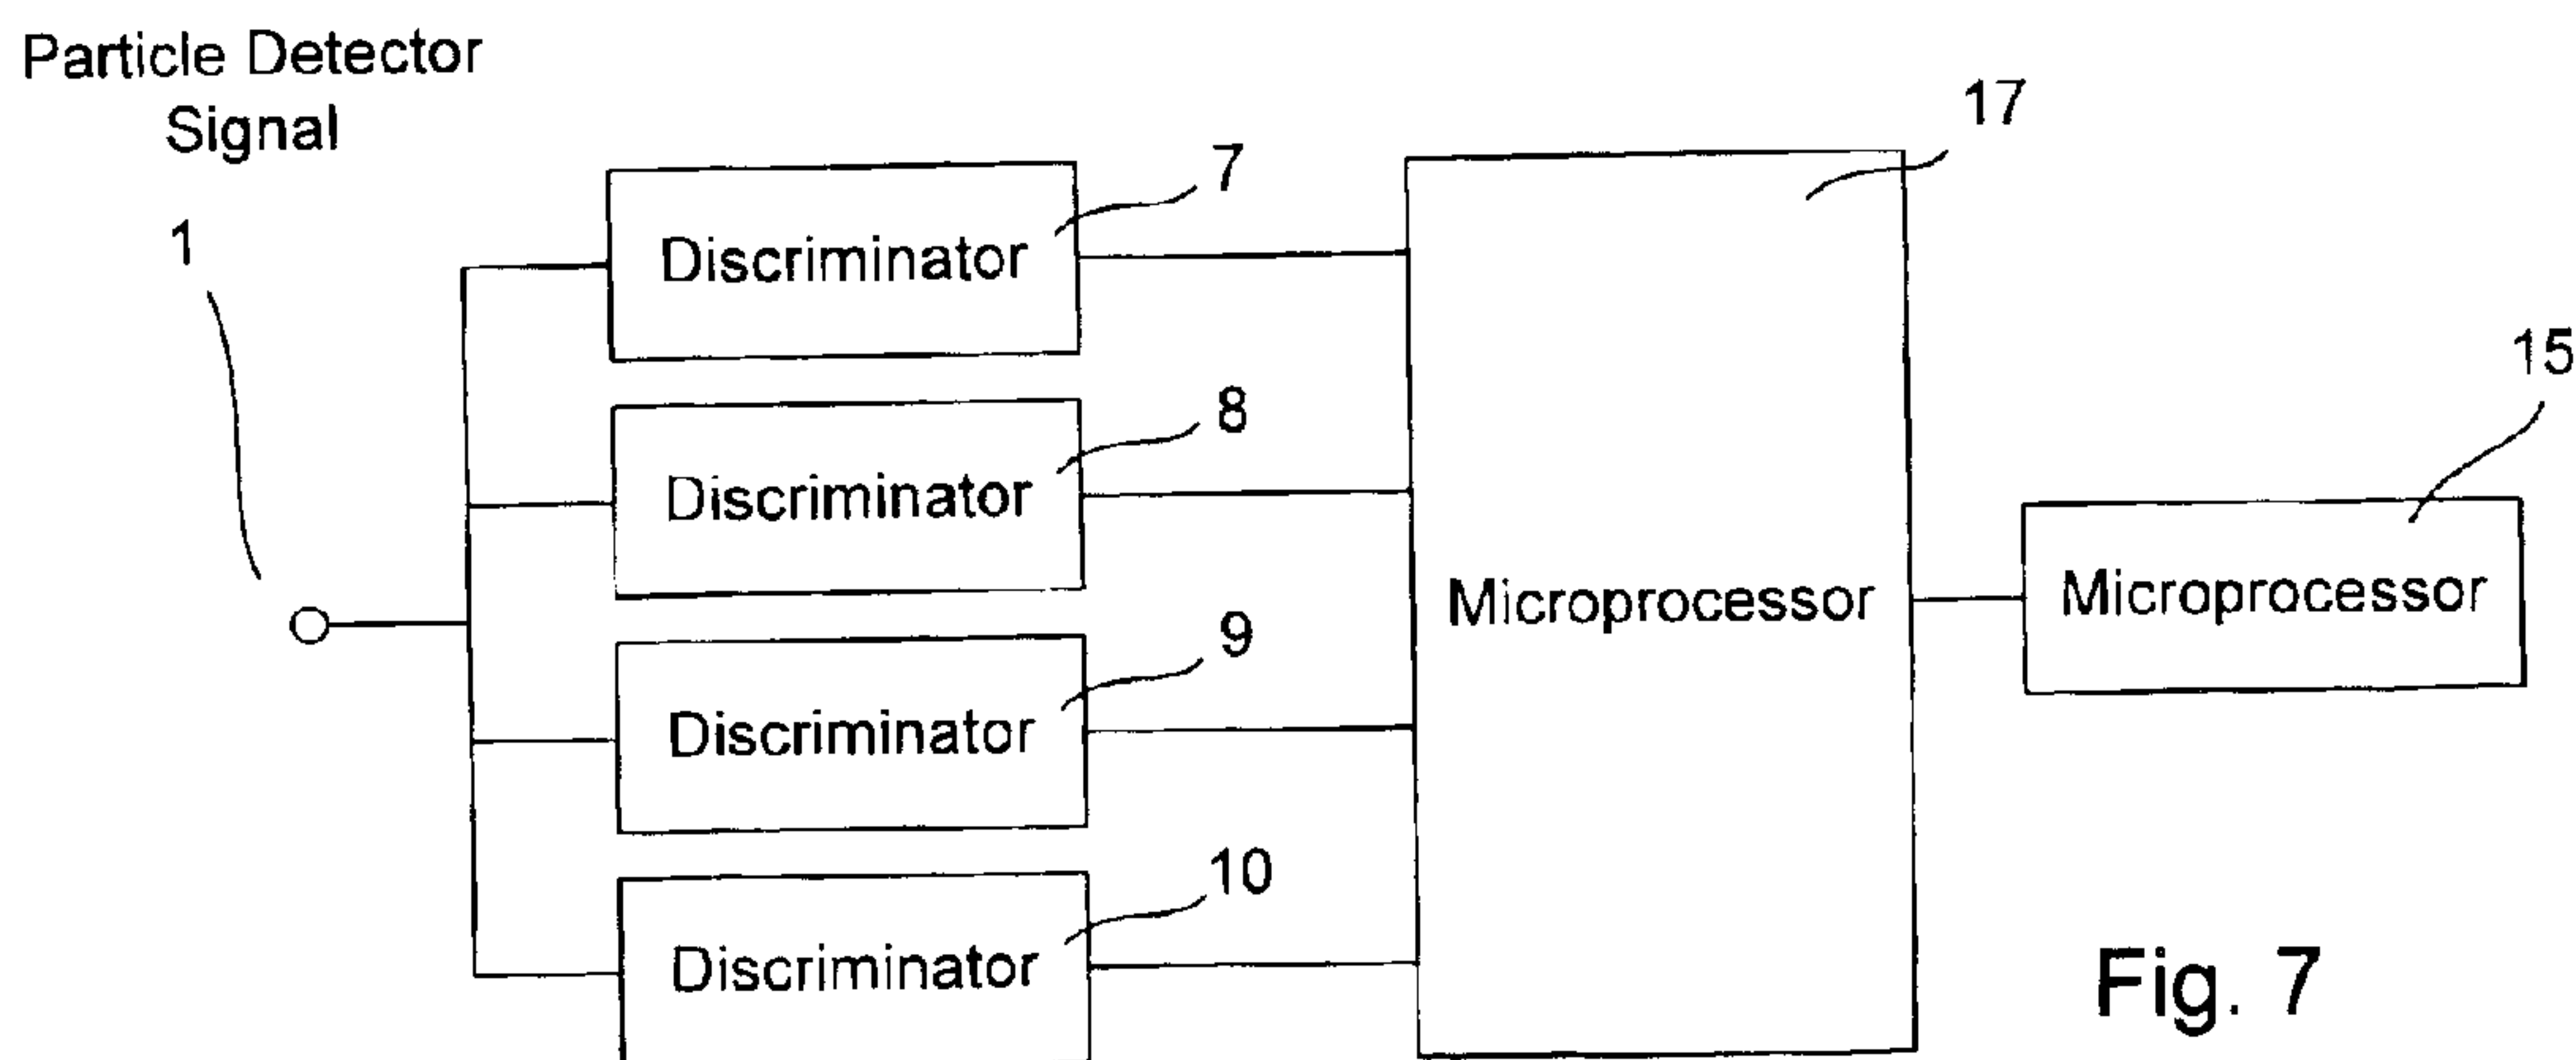 Particle Detector
Signal
1
7
Discriminator
8
Discriminator
9
Discriminator
10
Discriminator
17
Microprocessor
15
Microprocessor
Fig. 7